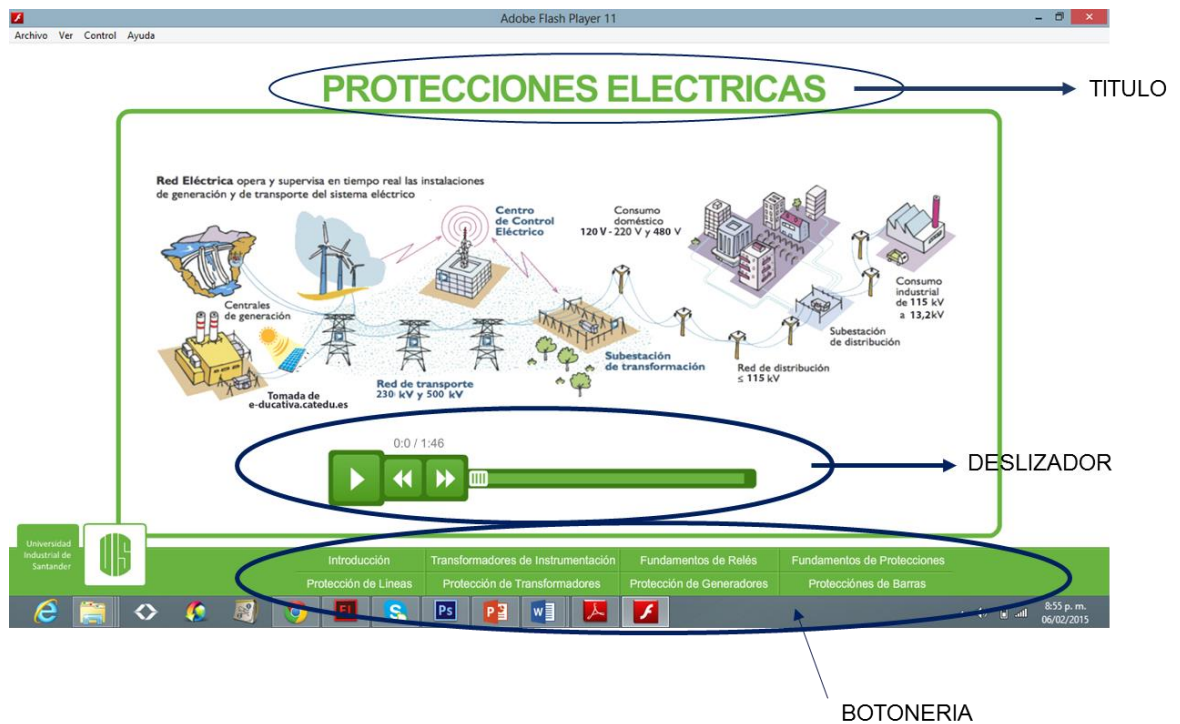 Adobe Flash Player 11
Archivo Ver Control Ayuda
PROTECCIONES ELECTRICAS
TITULO
Red Eléctrica opera y supervisa en tiempo real las instalaciones
de generación y de transporte del sistema eléctrico
Centro
de Control
Eléctrico
Consumo
doméstico
120 V - 220 V y 480 V
Centrales
de generación
Consumo
industrial
de 115 kV
a 13,2kV
Subestación
de distribución
Subestación
de transformación
Red de distribución
≤ 115 kV
Red de transporte
230 kV y 500 kV
Tomada de
e-ducativa.catedu.es
0:0 / 1:46
DESLIZADOR
Universidad
Industrial de
Santander
UIS
Introducción Transformadores de Instrumentación Fundamentos de Relés Fundamentos de Protecciones
Protección de Lineas Protección de Transformadores Protección de Generadores Protecciónes de Barras
8:55 p. m.
06/02/2015
BOTONERIA